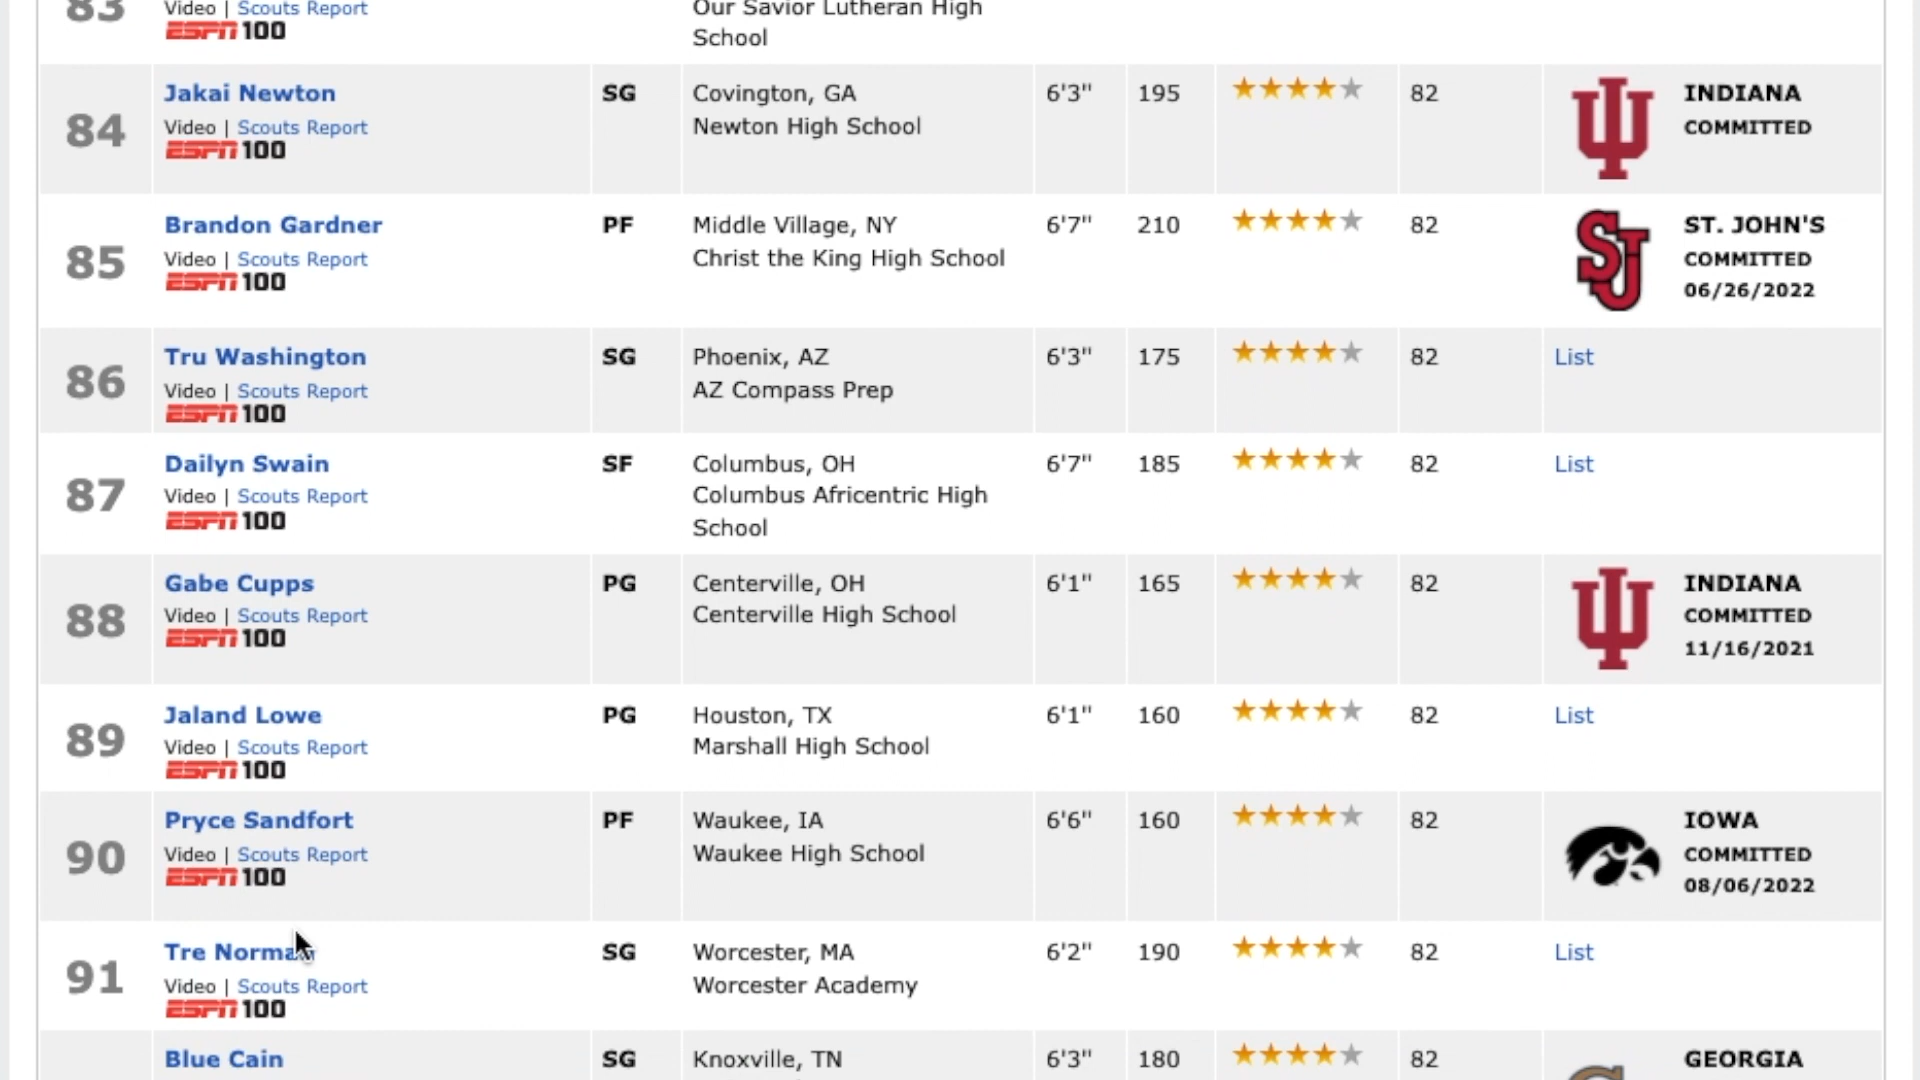 83
Video | Scouts Report
ESPN 100
Our Savior Lutheran High
School
84
Jakai Newton
Video | Scouts Report
ESPN 100
SG
Covington, GA
Newton High School
6'3"
195
82
INDIANA
COMMITTED
85
Brandon Gardner
Video | Scouts Report
ESPN 100
PF
Middle Village, NY
Christ the King High School
6'7"
210
82
SJ
ST. JOHN'S
COMMITTED
06/26/2022
86
Tru Washington
Video | Scouts Report
ESPN 100
SG
Phoenix, AZ
AZ Compass Prep
6'3"
175
82
List
87
Dailyn Swain
Video | Scouts Report
ESPN 100
SF
Columbus, OH
Columbus Africentric High
School
6'7"
185
82
List
88
Gabe Cupps
Video | Scouts Report
ESPN 100
PG
Centerville, OH
Centerville High School
6'1"
165
82
INDIANA
COMMITTED
11/16/2021
89
Jaland Lowe
Video | Scouts Report
ESPN 100
PG
Houston, TX
Marshall High School
6'1"
160
82
List
90
Pryce Sandfort
Video | Scouts Report
ESPN 100
PF
Waukee, IA
Waukee High School
6'6"
160
82
IOWA
COMMITTED
08/06/2022
91
Tre Norman
Video | Scouts Report
ESPN 100
SG
Worcester, MA
Worcester Academy
6'2"
190
82
List
Blue Cain
SG
Knoxville, TN
6'3"
180
82
GEORGIA